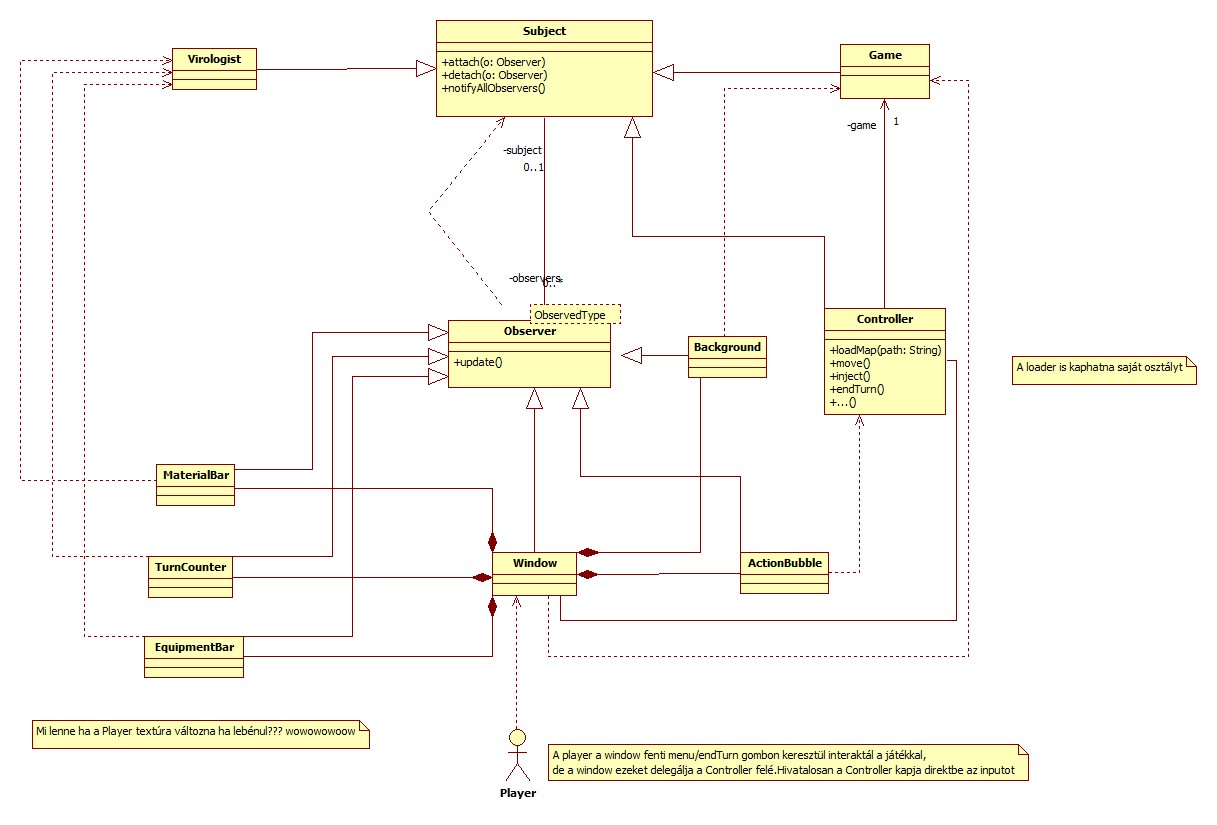 Subject
+attach(o: Observer)
+detach(o: Observer)
+notifyAllObservers()
Virologist
Game
-game
1
-subject
0..1
-observers
0..*
ObservedType
Observer
+update()
Background
Controller
+loadMap(path: String)
+move()
+inject()
+endTurn()
+...()
A loader is kaphatna saját osztályt
MaterialBar
TurnCounter
EquipmentBar
Window
ActionBubble
Mi lenne ha a Player textúra változna ha lebénul??? wowowowoow
Player
A player a window fenti menu/endTurn gombon keresztül interaktál a játékkal,
de a window ezeket delegálja a Controller felé.Hivatalosan a Controller kapja direktbe az inputot